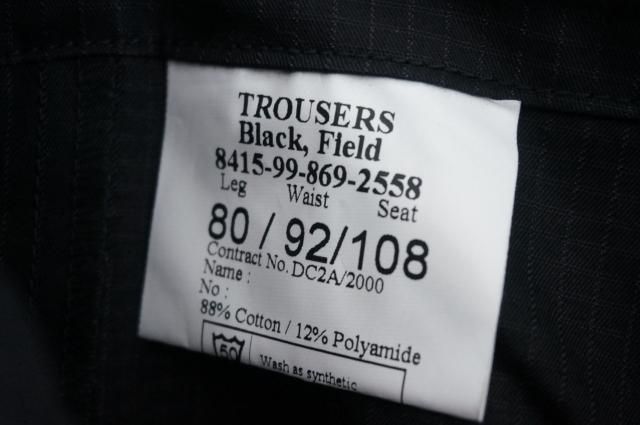 TROUSERS
Black, Field
8415-99-869-2558
Leg Waist Seat
80 / 92/108
Contract No. DC2A/2000
Name :
No :
88% Cotton / 12% Polyamide
50 Wash as synthetic